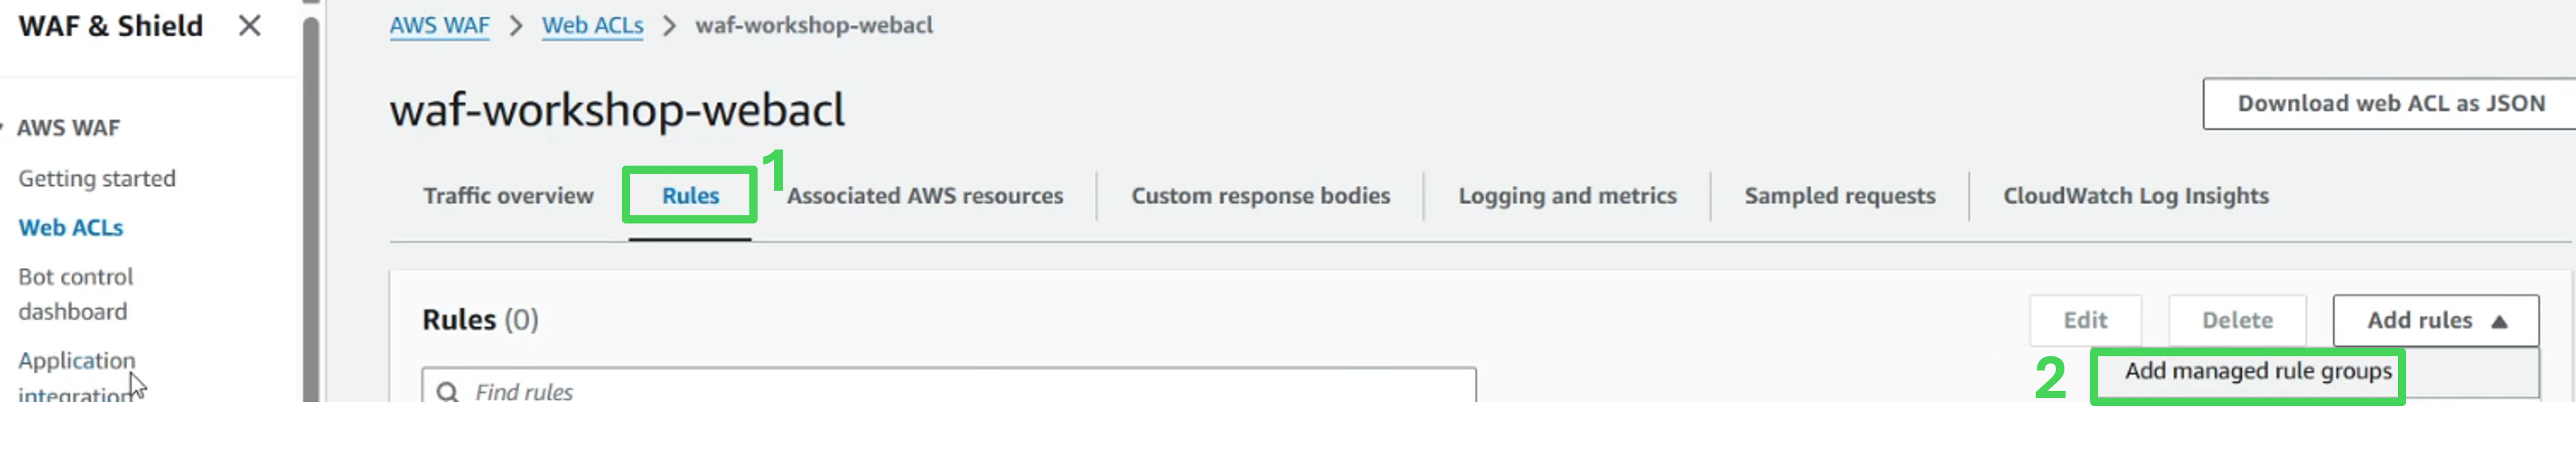 WAF & Shield
AWS WAF
Getting started
Web ACLs
Bot control
dashboard
Application
integration
AWS WAF > Web ACLs > waf-workshop-webacl
waf-workshop-webacl
Download web ACL as JSON
Traffic overview
Rules
1
Associated AWS resources
Custom response bodies
Logging and metrics
Sampled requests
CloudWatch Log Insights
Rules (0)
Edit
Delete
Add rules
Find rules
2
Add managed rule groups